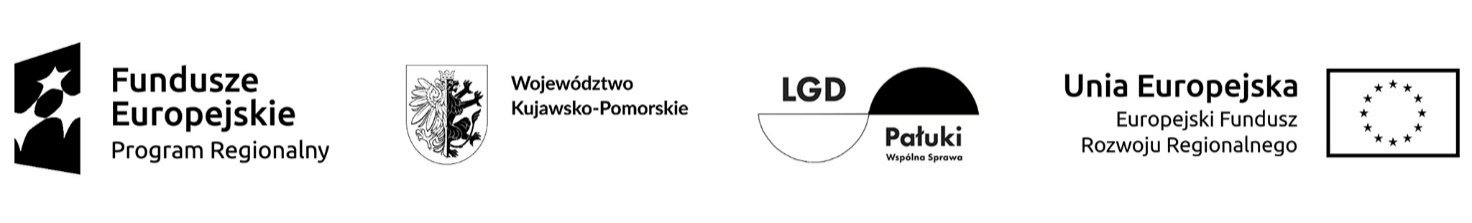 Fundusze
Europejskie
Program Regionalny
Województwo
Kujawsko-Pomorskie
LGD
Pałuki
Wspólna Sprawa
Unia Europejska
Europejski Fundusz
Rozwoju Regionalnego